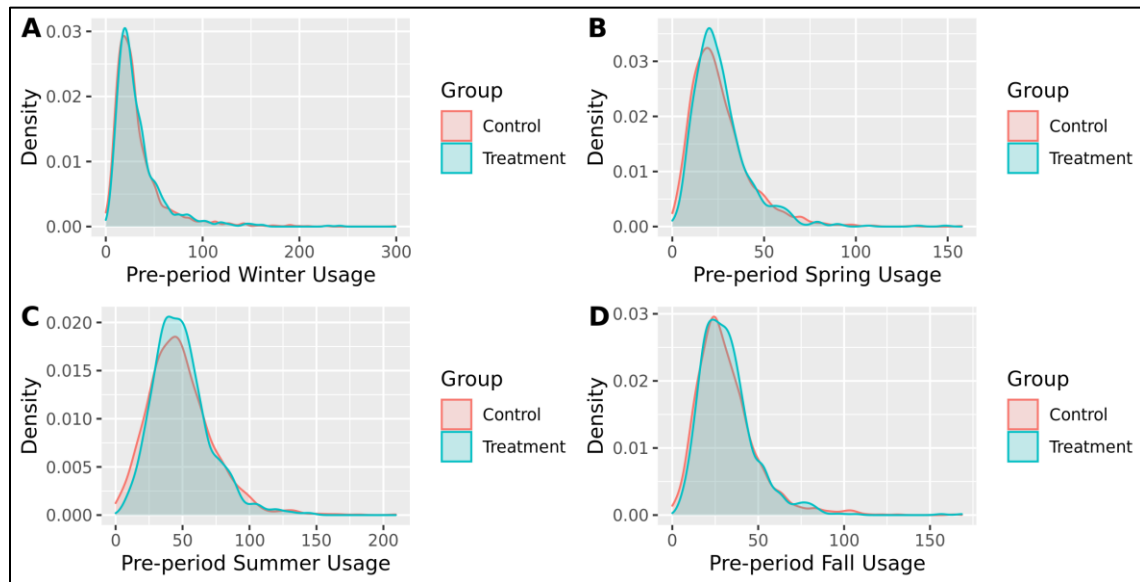 A
0.03
0.02
0.01
0.00
Density
0
100
200
300
Pre-period Winter Usage
Group
Control
Treatment
B
0.03
0.02
0.01
0.00
Density
0
50
100
150
Pre-period Spring Usage
Group
Control
Treatment
C
0.020
0.015
0.010
0.005
0.000
Density
0
50
100
150
200
Pre-period Summer Usage
Group
Control
Treatment
D
0.03
0.02
0.01
0.00
Density
0
50
100
150
Pre-period Fall Usage
Group
Control
Treatment